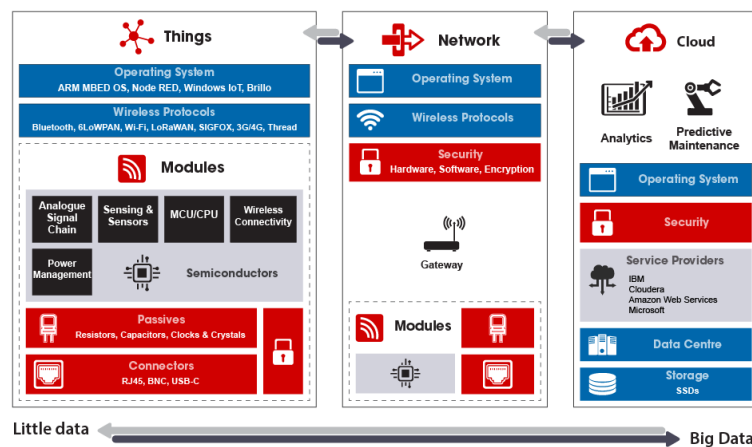 Things
Operating System
ARM MBED OS, Node RED, Windows IoT, Brillo
Wireless Protocols
Bluetooth, 6LoWPAN, Wi-Fi, LoRaWAN, SIGFOX, 3G/4G, Thread
Modules
Analogue
Signal
Chain
Sensing &
Sensors
MCU/CPU
Wireless
Connectivity
Power
Management
Semiconductors
Passives
Resistors, Capacitors, Clocks & Crystals
Connectors
RJ45, BNC, USB-C
Network
Operating System
Wireless Protocols
Security
Hardware, Software, Encryption
Gateway
Modules
Cloud
Analytics
Predictive
Maintenance
Operating System
Security
Service Providers
IBM
Cloudera
Amazon Web Services
Microsoft
Data Centre
Storage
SSDs
Little data
Big Data